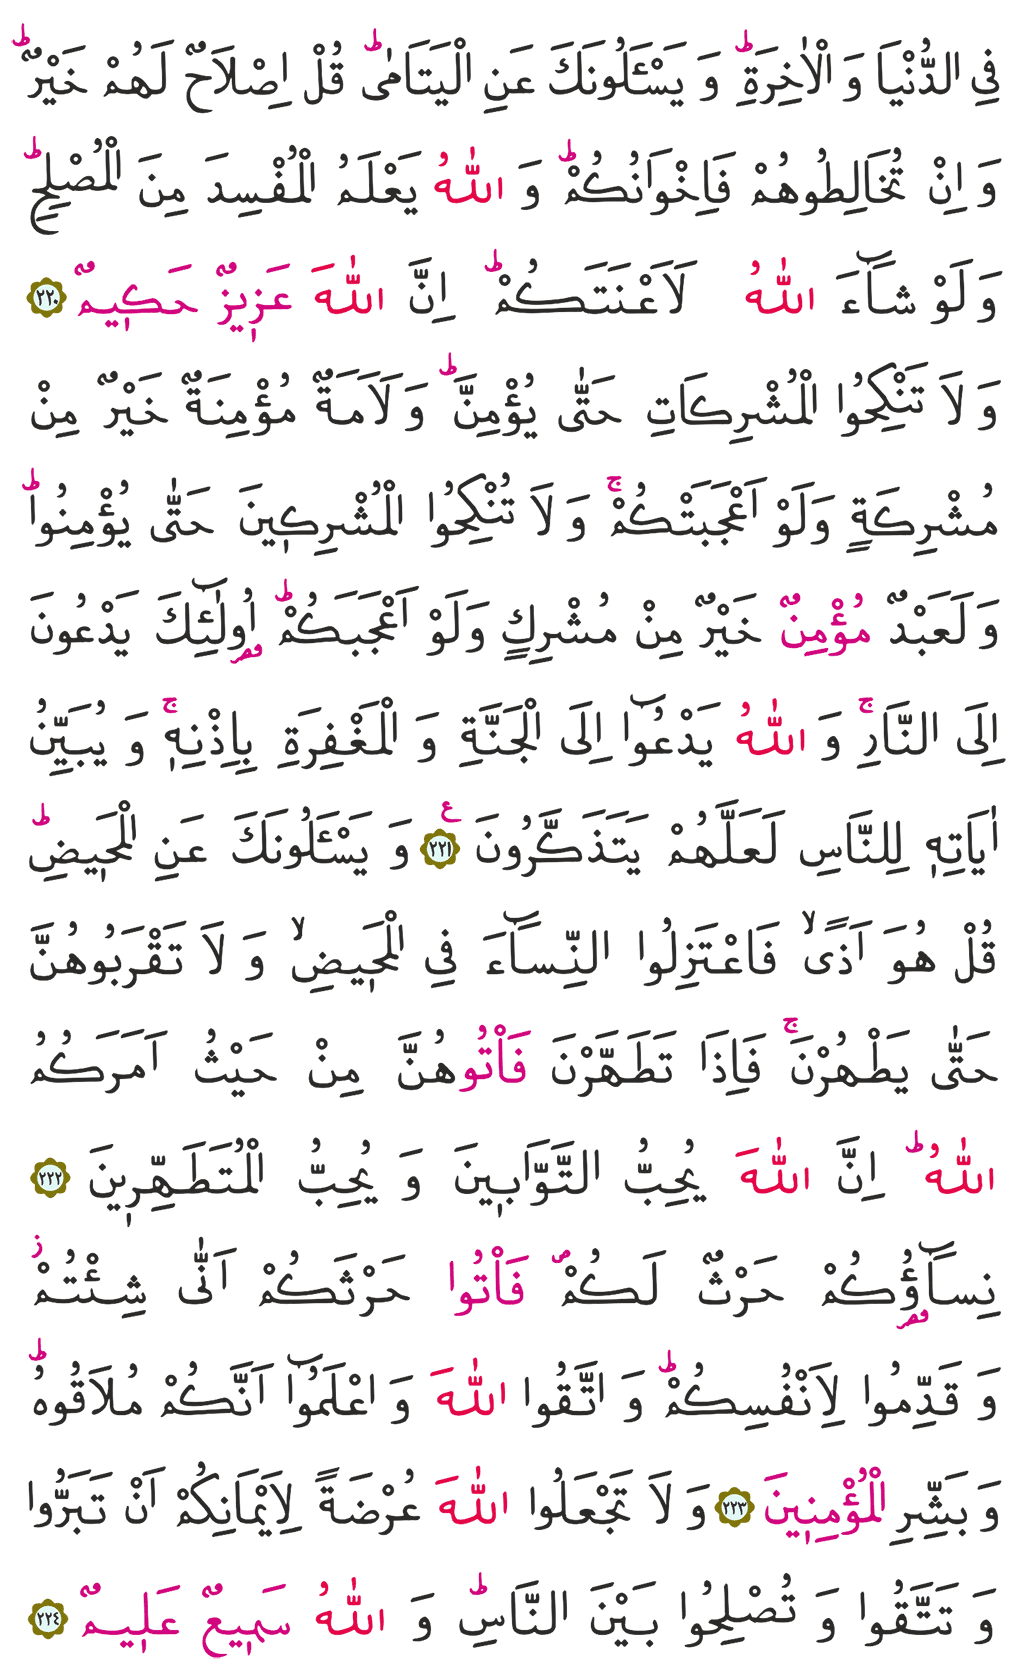 فِي الدُّنْيَا وَ الْاٰخِرَةِۜ وَ يَسْـَٔلُونَكَ عَنِ الْيَتَامٰىۜ قُلْ اِصْلَاحٌ لَهُمْ خَيْرٌۜ
وَ اِنْ تُخَالِطُوهُمْ فَاِخْوَانُكُمْۜ وَ اللّٰهُ يَعْلَمُ الْمُفْسِدَ مِنَ الْمُصْلِحِۜ
وَ لَوْ شَٓاءَ اللّٰهُ لَاَعْنَتَكُمْۜ اِنَّ اللّٰهَ عَزِيزٌ حَكِيمٌ ﴿٢٢٠﴾
وَ لَا تَنْكِحُوا الْمُشْرِكَاتِ حَتّٰى يُؤْمِنَّۜ وَ لَاَمَةٌ مُؤْمِنَةٌ خَيْرٌ مِنْ
مُشْرِكَةٍ وَلَوْ اَعْجَبَتْكُمْۚ وَ لَا تُنْكِحُوا الْمُشْرِكِينَ حَتّٰى يُؤْمِنُواۜ
وَ لَعَبْدٌ مُؤْمِنٌ خَيْرٌ مِنْ مُشْرِكٍ وَلَوْ اَعْجَبَكُمْۜ اُو۬لٰٓئِكَ يَدْعُونَ
اِلَى النَّارِۚ وَ اللّٰهُ يَدْعُٓوا اِلَى الْجَنَّةِ وَ الْمَغْفِرَةِ بِاِذْنِهٖۚ وَ يُبَيِّنُ
اٰيَاتِهٖ لِلنَّاسِ لَعَلَّهُمْ يَتَذَكَّرُونَ ﴿٢٢١﴾ ع وَ يَسْـَٔلُونَكَ عَنِ الْمَحِيضِۜ
قُلْ هُوَ اَذًىۙ فَاعْتَزِلُوا النِّسَٓاءَ فِي الْمَحِيضِۙ وَ لَا تَقْرَبُوهُنَّ
حَتّٰى يَطْهُرْنَۚ فَاِذَا تَطَهَّرْنَ فَأْتُوهُنَّ مِنْ حَيْثُ اَمَرَكُمُ
اللّٰهُۜ اِنَّ اللّٰهَ يُحِبُّ التَّوَّابِينَ وَ يُحِبُّ الْمُتَطَهِّرِينَ ﴿٢٢٢﴾
نِسَٓاؤُ۬كُمْ حَرْثٌ لَكُمْۖ فَأْتُوا حَرْثَكُمْ اَنّٰى شِئْتُمْۘ
وَ قَدِّمُوا لِاَنْفُسِكُمْۜ وَ اتَّقُوا اللّٰهَ وَ اعْلَمُٓوا اَنَّكُمْ مُلَاقُوهُۜ
وَ بَشِّرِ الْمُؤْمِنِينَ ﴿٢٢٣﴾ وَ لَا تَجْعَلُوا اللّٰهَ عُرْضَةً لِاَيْمَانِكُمْ اَنْ تَبَرُّوا
وَ تَتَّقُوا وَ تُصْلِحُوا بَيْنَ النَّاسِۜ وَ اللّٰهُ سَمِيعٌ عَلِيمٌ ﴿٢٢٤﴾